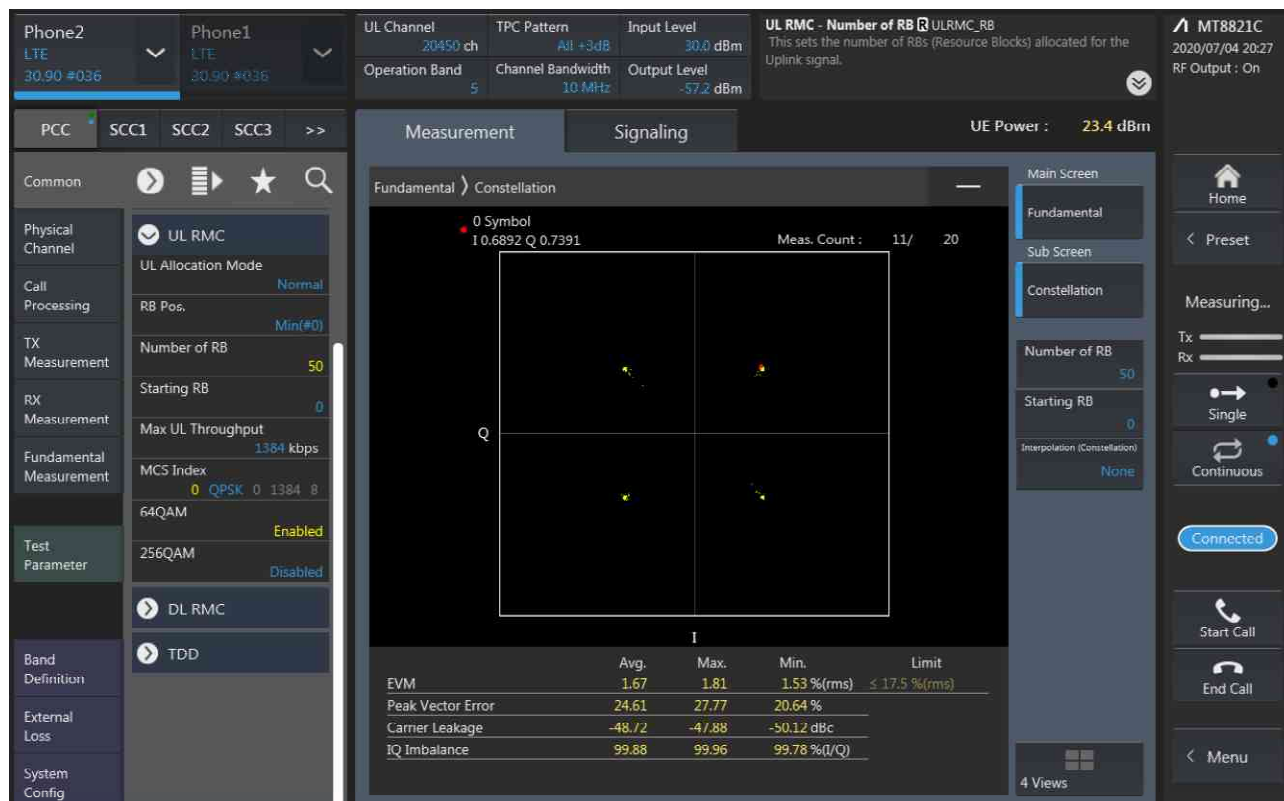 Phone2
LTE
30.90 #036
Phone1
LTE
30.90 #036
UL Channel
20450 ch
TPC Pattern
All +3dB
Input Level
30.0 dBm
Operation Band
5
Channel Bandwidth
10 MHz
Output Level
-57.2 dBm
UL RMC - Number of RB R ULRMC_RB
This sets the number of RBs (Resource Blocks) allocated for the
Uplink signal.
MT8821C
2020/07/04 20:27
RF Output : On
PCC SCC1 SCC2 SCC3 >>
Measurement
Signaling
UE Power : 23.4 dBm
Common
Physical
Channel
Call
Processing
TX
Measurement
RX
Measurement
Fundamental
Measurement
Test
Parameter
Band
Definition
External
Loss
System
Config
UL RMC
UL Allocation Mode
Normal
RB Pos.
Min(#0)
Number of RB
50
Starting RB
0
Max UL Throughput
1384 kbps
MCS Index
0 QPSK 0 1384 8
64QAM
Enabled
256QAM
Disabled
DL RMC
TDD
Fundamental > Constellation
0 Symbol
I 0.6892 Q 0.7391
Meas. Count : 11/ 20
Q
I
Avg. Max. Min. Limit
EVM 1.67 1.81 1.53 %(rms) ≤ 17.5 %(rms)
Peak Vector Error 24.61 27.77 20.64 %
Carrier Leakage -48.72 -47.88 -50.12 dBc
IQ Imbalance 99.88 99.96 99.78 %(I/Q)
Main Screen
Fundamental
Sub Screen
Constellation
Number of RB
50
Starting RB
0
Interpolation (Constellation)
None
4 Views
Home
< Preset
Measuring...
Tx
Rx
Single
Continuous
Connected
Start Call
End Call
< Menu